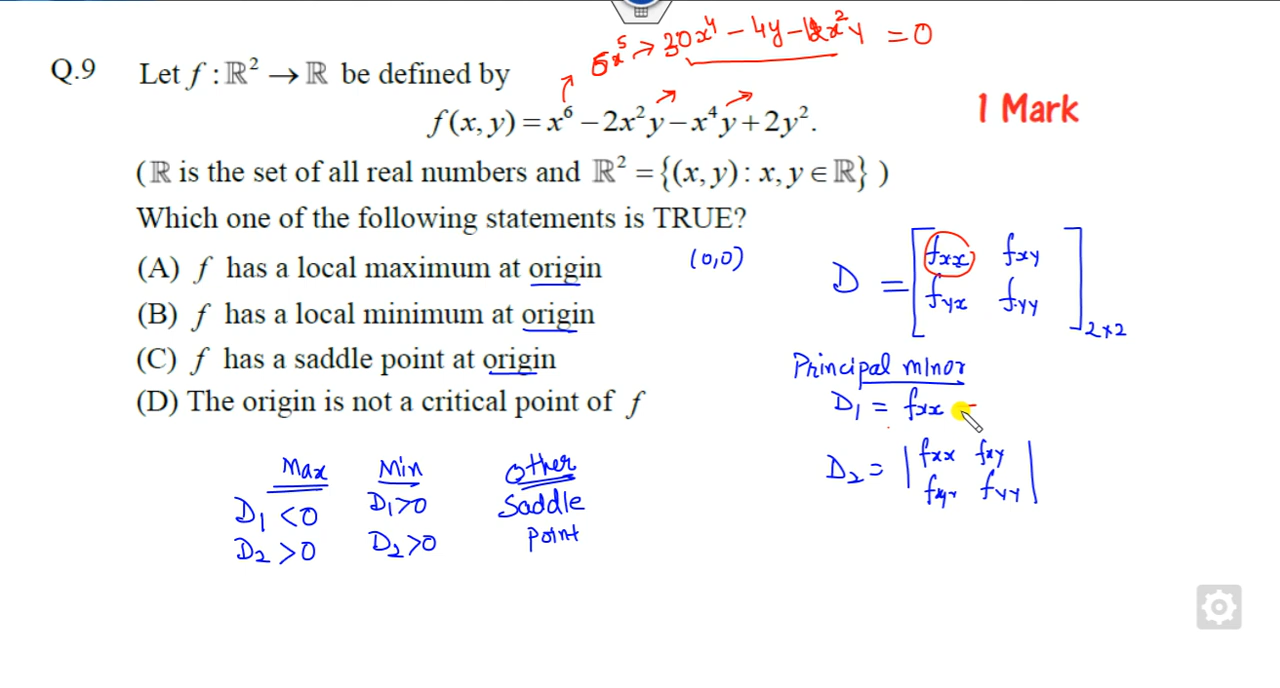 5x⁵ → 30x⁴ - 4y - 12x²y = 0
Q.9 Let f : ℝ² → ℝ be defined by
f(x, y) = x⁶ − 2x²y − x⁴y + 2y².
1 Mark
(ℝ is the set of all real numbers and ℝ² = {(x, y) : x, y ∈ ℝ})
Which one of the following statements is TRUE?
(A) f has a local maximum at origin
(0,0)
(B) f has a local minimum at origin
(C) f has a saddle point at origin
(D) The origin is not a critical point of f
D = [fxx fxy
fyx fyy]2×2
Principal minor
D₁ = fxx
D₂ = |fxx fxy
fyy|
Max Min Other
D₁ < 0 D₁ > 0 Saddle
D₂ > 0 D₂ > 0 Point